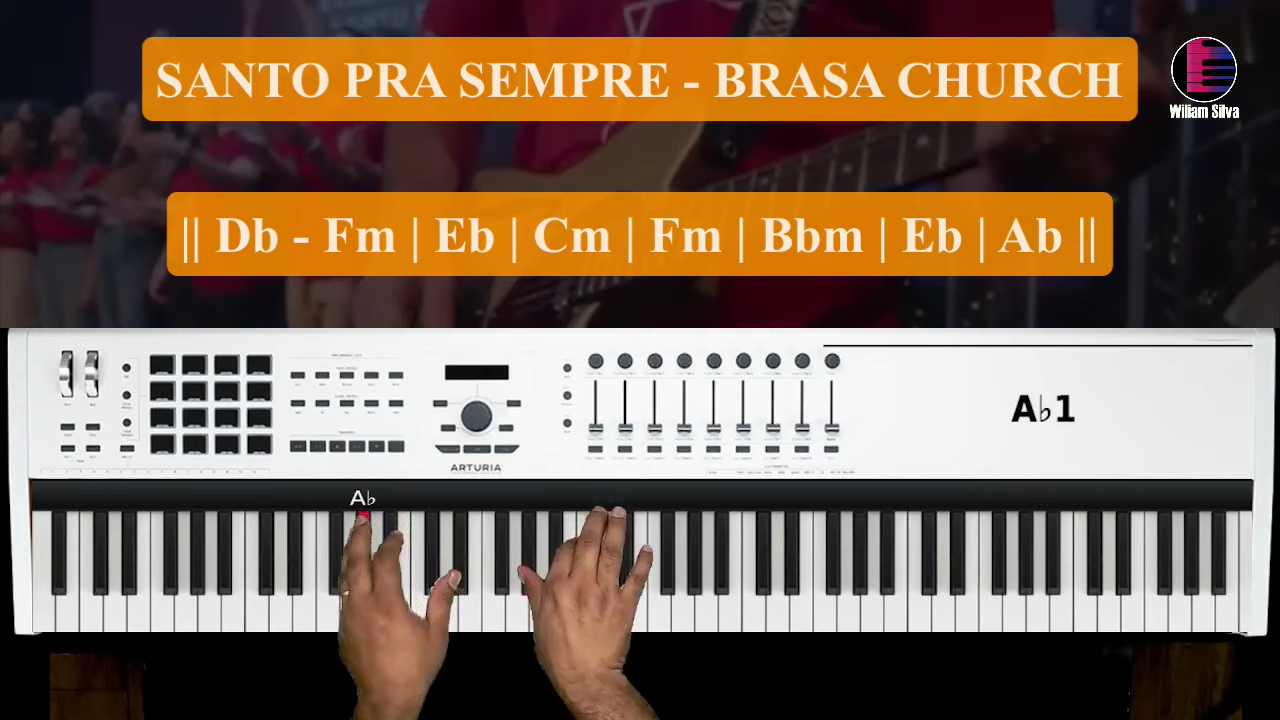 SANTO PRA SEMPRE - BRASA CHURCH
Wiliam Silva
|| Db - Fm | Eb | Cm | Fm | Bbm | Eb | Ab ||
A♭1
ARTURIA
A♭